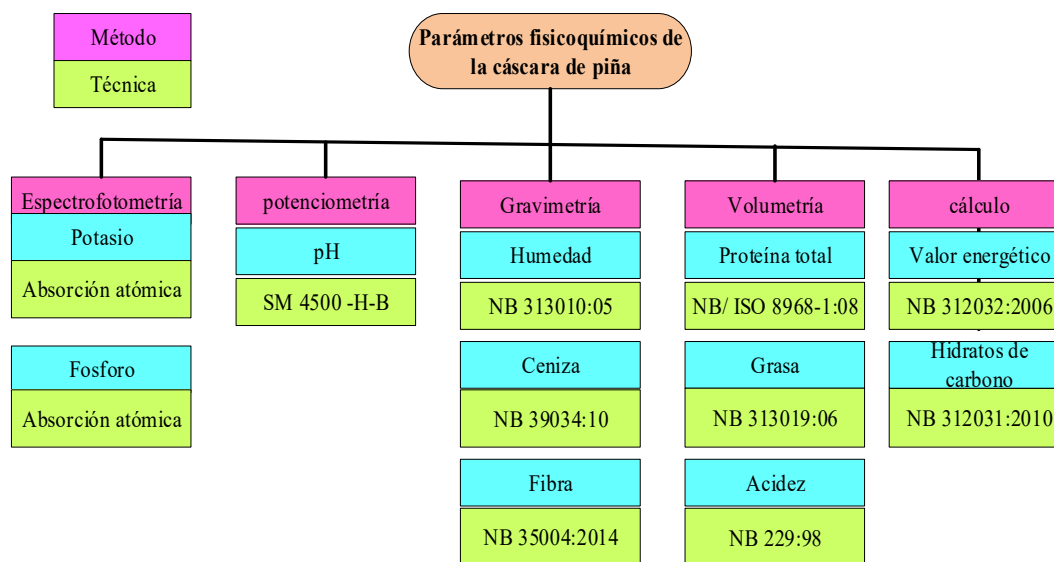 Método
Técnica
Parámetros fisicoquímicos de
la cáscara de piña
Espectrofotometría
Potasio
Absorción atómica
Fosforo
Absorción atómica
potenciometría
pH
SM 4500 -H-B
Gravimetría
Humedad
NB 313010:05
Ceniza
NB 39034:10
Fibra
NB 35004:2014
Volumetría
Proteína total
NB/ ISO 8968-1:08
Grasa
NB 313019:06
Acidez
NB 229:98
cálculo
Valor energético
NB 312032:2006
Hidratos de
carbono
NB 312031:2010